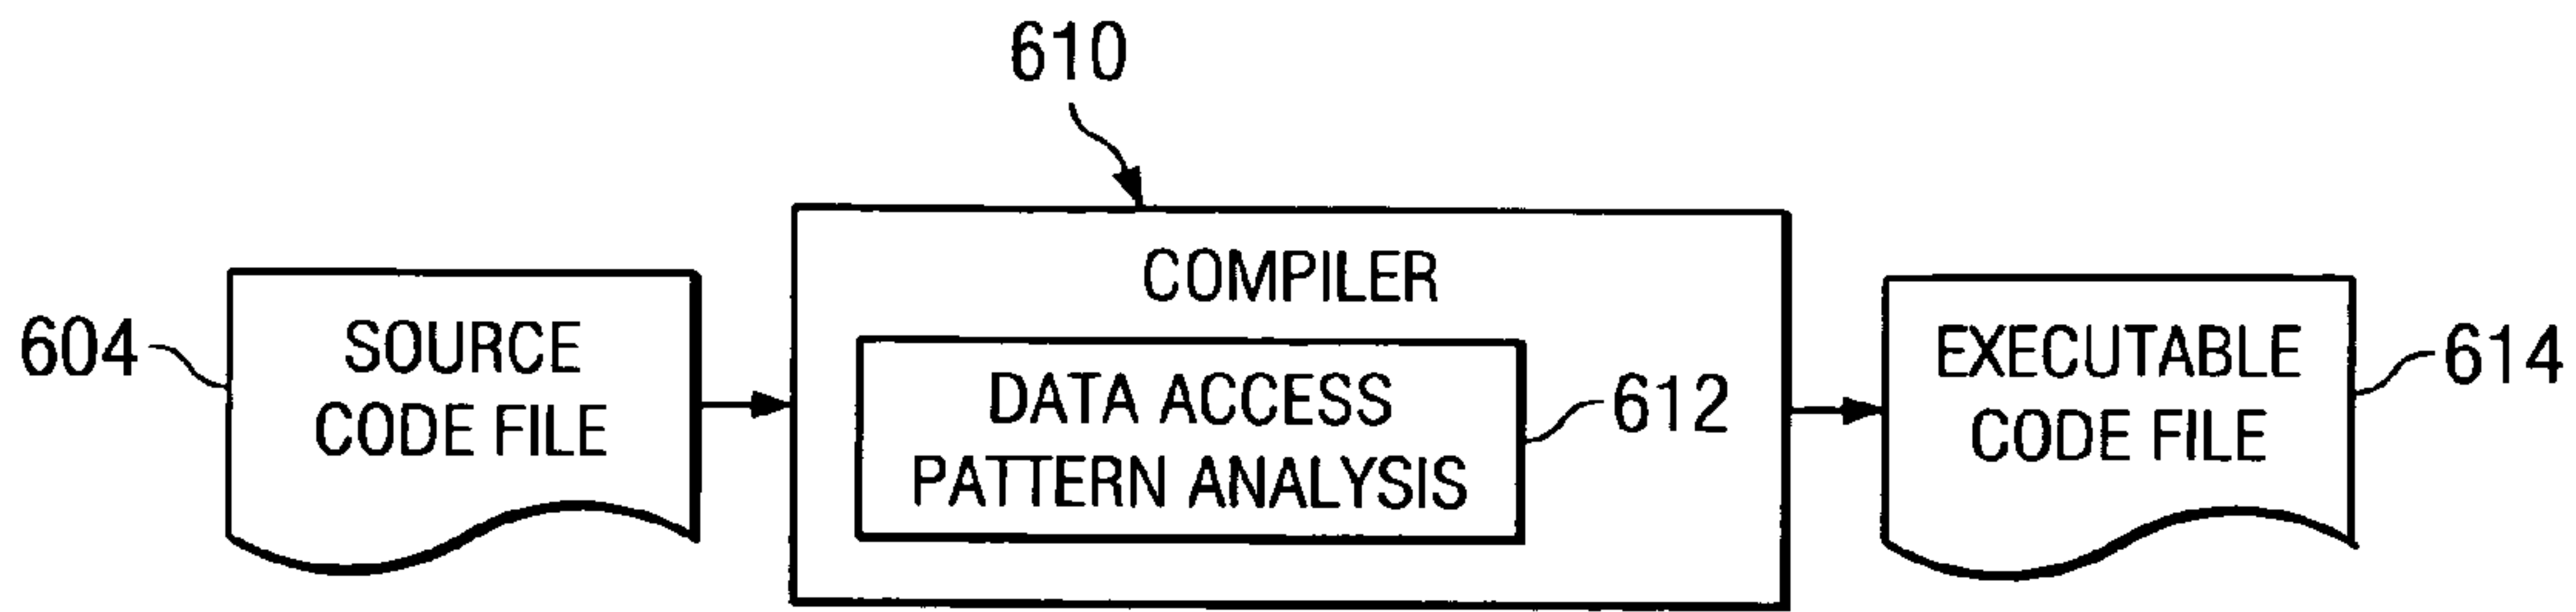 610
COMPILER
604
SOURCE
CODE FILE
DATA ACCESS
PATTERN ANALYSIS
612
EXECUTABLE
CODE FILE
614